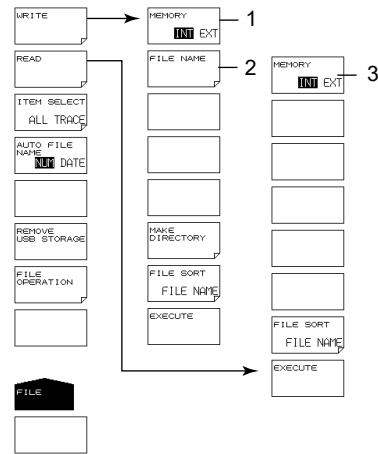 WRITE
READ
ITEM SELECT
ALL TRACE
AUTO FILE
NAME
NUM DATE
REMOVE
USB STORAGE
FILE
OPERATION
FILE
MEMORY
INT EXT
1
FILE NAME
2
MAKE
DIRECTORY
FILE SORT
FILE NAME
EXECUTE
MEMORY
INT EXT
3
FILE SORT
FILE NAME
EXECUTE